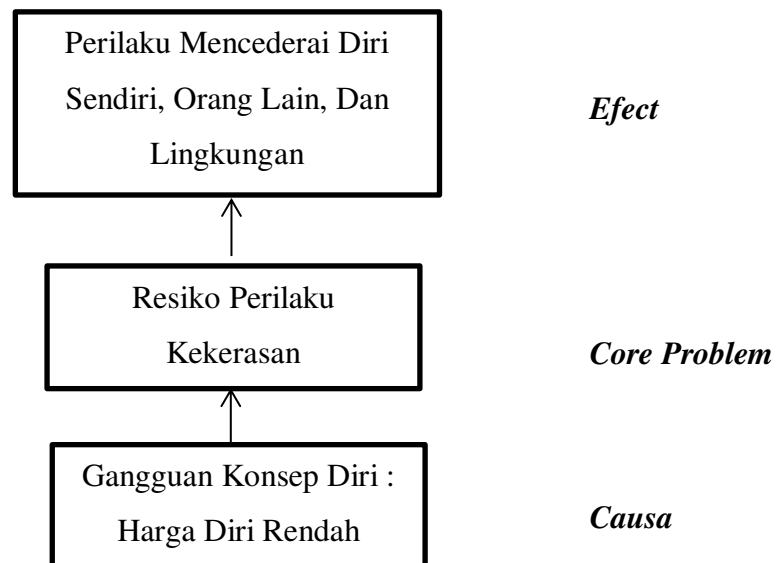 Perilaku Mencederai Diri
Sendiri, Orang Lain, Dan
Lingkungan
Efect
Resiko Perilaku
Kekerasan
Core Problem
Gangguan Konsep Diri :
Harga Diri Rendah
Causa